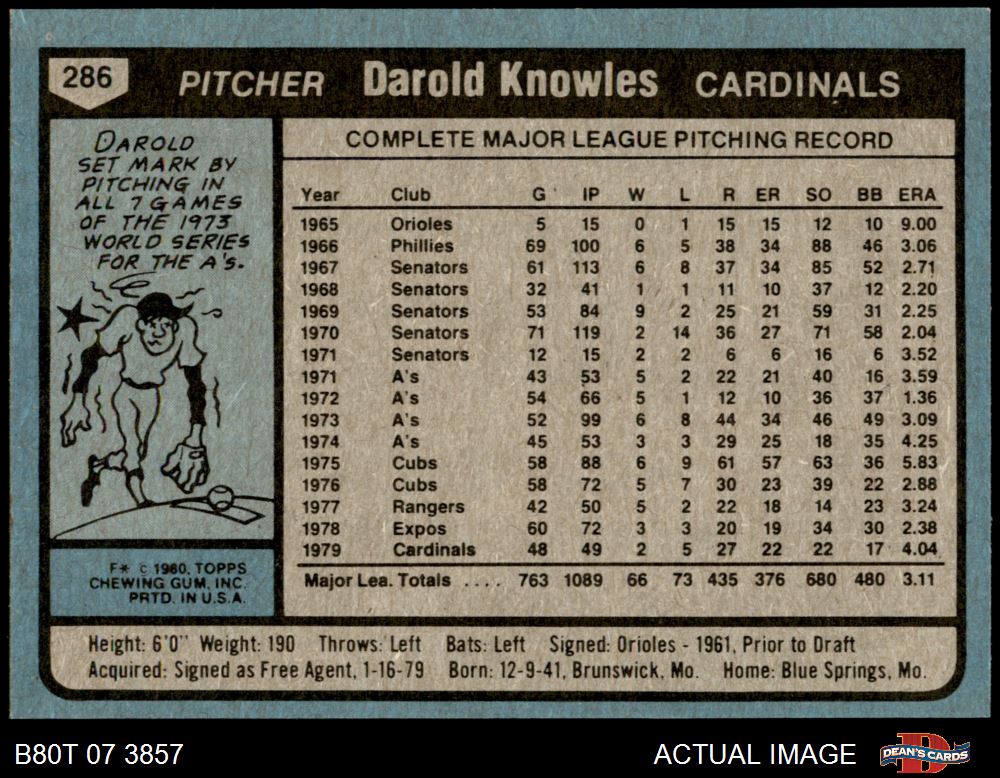 286 PITCHER Darold Knowles CARDINALS
DAROLD
SET MARK BY
PITCHING IN
ALL 7 GAMES
OF THE 1973
WORLD SERIES
FOR THE A's.
F* © 1980, TOPPS
CHEWING GUM, INC.
PRTD. IN U.S.A.
COMPLETE MAJOR LEAGUE PITCHING RECORD
Year Club G IP W L R ER SO BB ERA
1965 Orioles 5 15 0 1 15 15 12 10 9.00
1966 Phillies 69 100 6 5 38 34 88 46 3.06
1967 Senators 61 113 6 8 37 34 85 52 2.71
1968 Senators 32 41 1 1 11 10 37 12 2.20
1969 Senators 53 84 9 2 25 21 59 31 2.25
1970 Senators 71 119 2 14 36 27 71 58 2.04
1971 Senators 12 15 2 2 6 6 16 6 3.52
1971 A's 43 53 5 2 22 21 40 16 3.59
1972 A's 54 66 5 1 12 10 36 37 1.36
1973 A's 52 99 6 8 44 34 46 49 3.09
1974 A's 45 53 3 3 29 25 18 35 4.25
1975 Cubs 58 88 6 9 61 57 63 36 5.83
1976 Cubs 58 72 5 7 30 23 39 22 2.88
1977 Rangers 42 50 5 2 22 18 14 23 3.24
1978 Expos 60 72 3 3 20 19 34 30 2.38
1979 Cardinals 48 49 2 5 27 22 22 17 4.04
Major Lea. Totals .... 763 1089 66 73 435 376 680 480 3.11
Height: 6'0" Weight: 190 Throws: Left Bats: Left Signed: Orioles - 1961, Prior to Draft
Acquired: Signed as Free Agent, 1-16-79 Born: 12-9-41, Brunswick, Mo. Home: Blue Springs, Mo.
B80T 07 3857 ACTUAL IMAGE DEAN'S CARDS